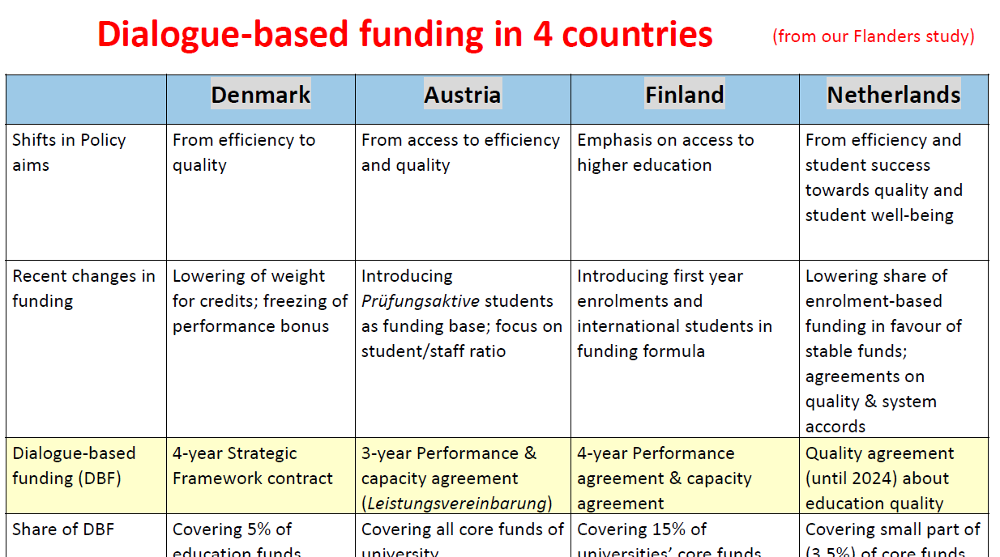 Dialogue-based funding in 4 countries
(from our Flanders study)
Denmark
Austria
Finland
Netherlands
Shifts in Policy
aims
From efficiency to
quality
From access to efficiency
and quality
Emphasis on access to
higher education
From efficiency and
student success
towards quality and
student well-being
Recent changes in
funding
Lowering of weight
for credits; freezing of
performance bonus
Introducing
Prüfungsaktive students
as funding base; focus on
student/staff ratio
Introducing first year
enrolments and
international students in
funding formula
Lowering share of
enrolment-based
funding in favour of
stable funds;
agreements on
quality & system
accords
Dialogue-based
funding (DBF)
4-year Strategic
Framework contract
3-year Performance &
capacity agreement
(Leistungsvereinbarung)
4-year Performance
agreement & capacity
agreement
Quality agreement
(until 2024) about
education quality
Share of DBF
Covering 5% of
education funds
Covering all core funds of
university
Covering 15% of
universities' core funds
Covering small part of
(3.5%) of core funds